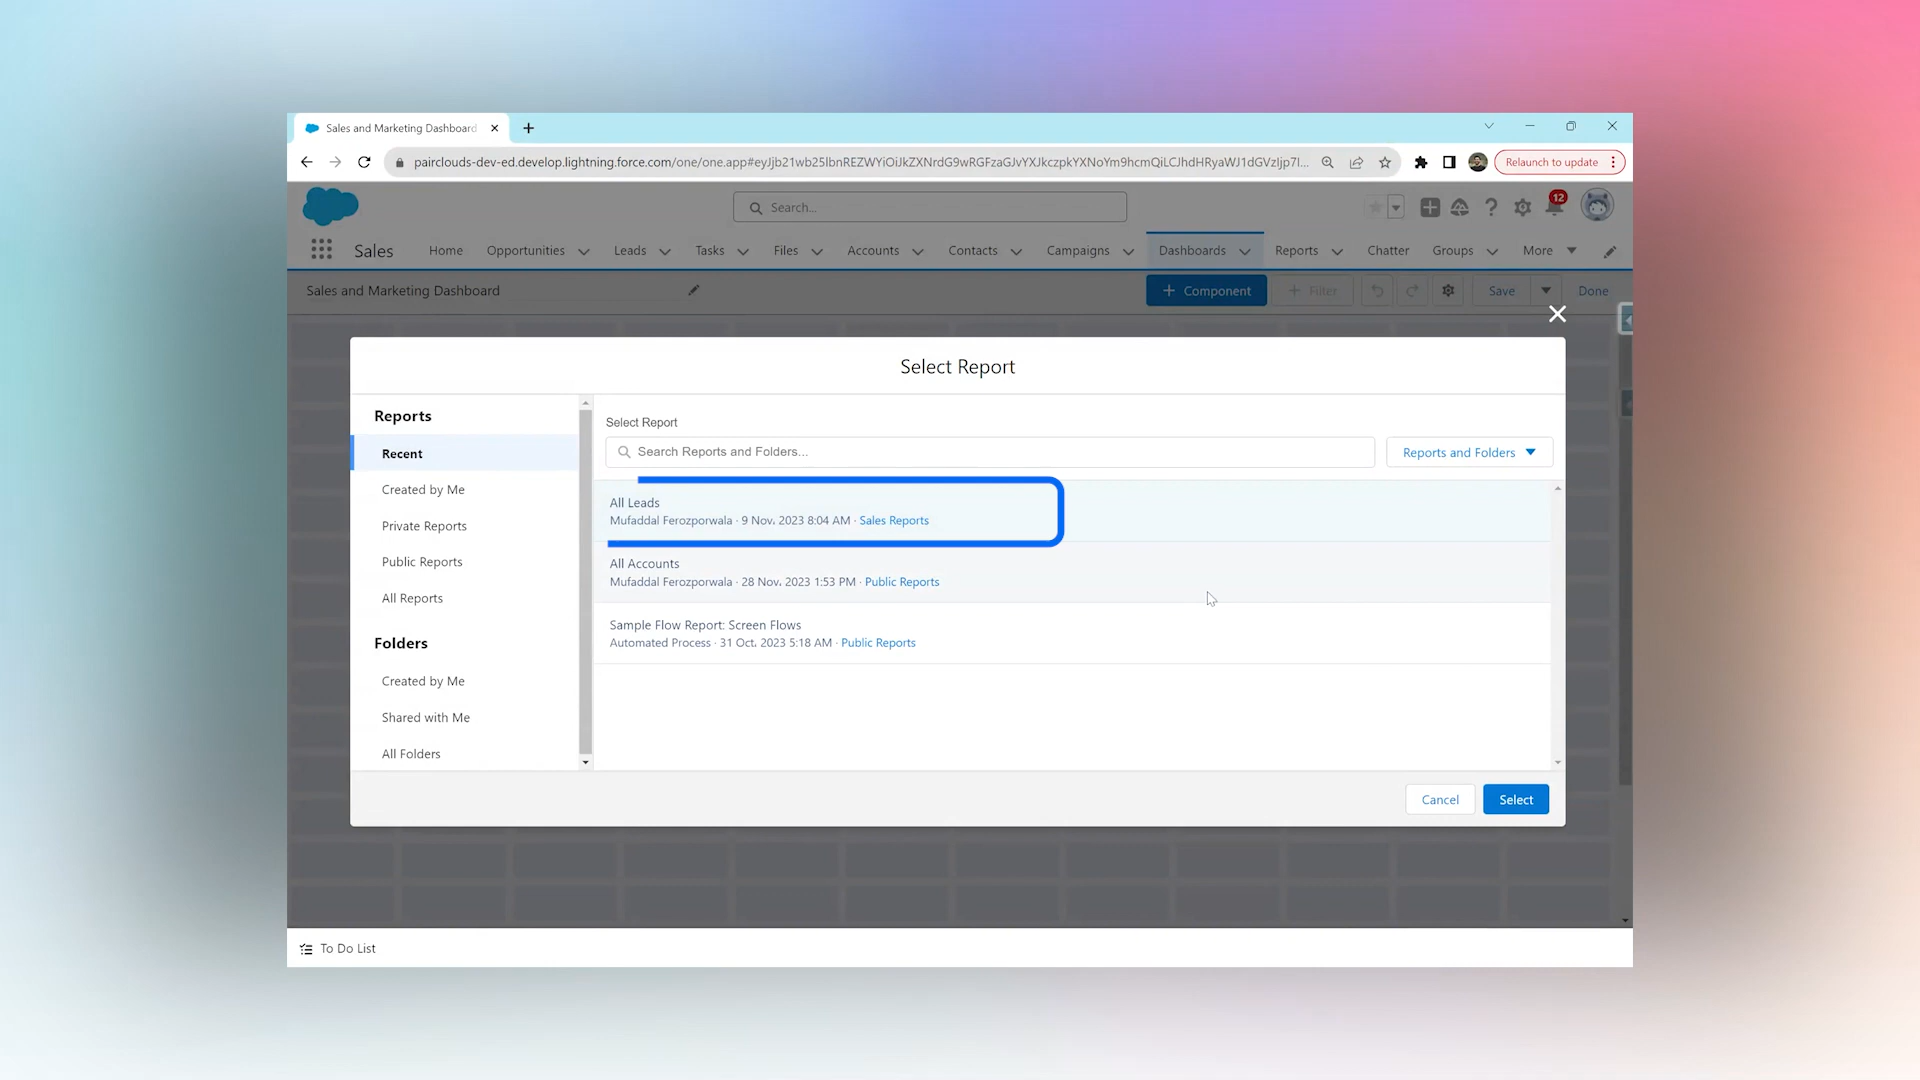 Sales and Marketing Dashboard
pairclouds-dev-ed.develop.lightning.force.com/one/one.app#eyJjb21wb25lbnREZWYiOiJkZXNrdG9wRGFzaGJvYXJkczpkYXNoYm9hcmQiLCJhdHRyaWJ1dGVzIjp7I...
Relaunch to update
Search...
12
Sales
Home
Opportunities
Leads
Tasks
Files
Accounts
Contacts
Campaigns
Dashboards
Reports
Chatter
Groups
More
Sales and Marketing Dashboard
+ Component
+ Filter
Save
Done
Select Report
Reports
Recent
Created by Me
Private Reports
Public Reports
All Reports
Folders
Created by Me
Shared with Me
All Folders
Select Report
Search Reports and Folders...
Reports and Folders
All Leads
Mufaddal Ferozporwala · 9 Nov, 2023 8:04 AM · Sales Reports
All Accounts
Mufaddal Ferozporwala · 28 Nov, 2023 1:53 PM · Public Reports
Sample Flow Report: Screen Flows
Automated Process · 31 Oct, 2023 5:18 AM · Public Reports
Cancel
Select
To Do List